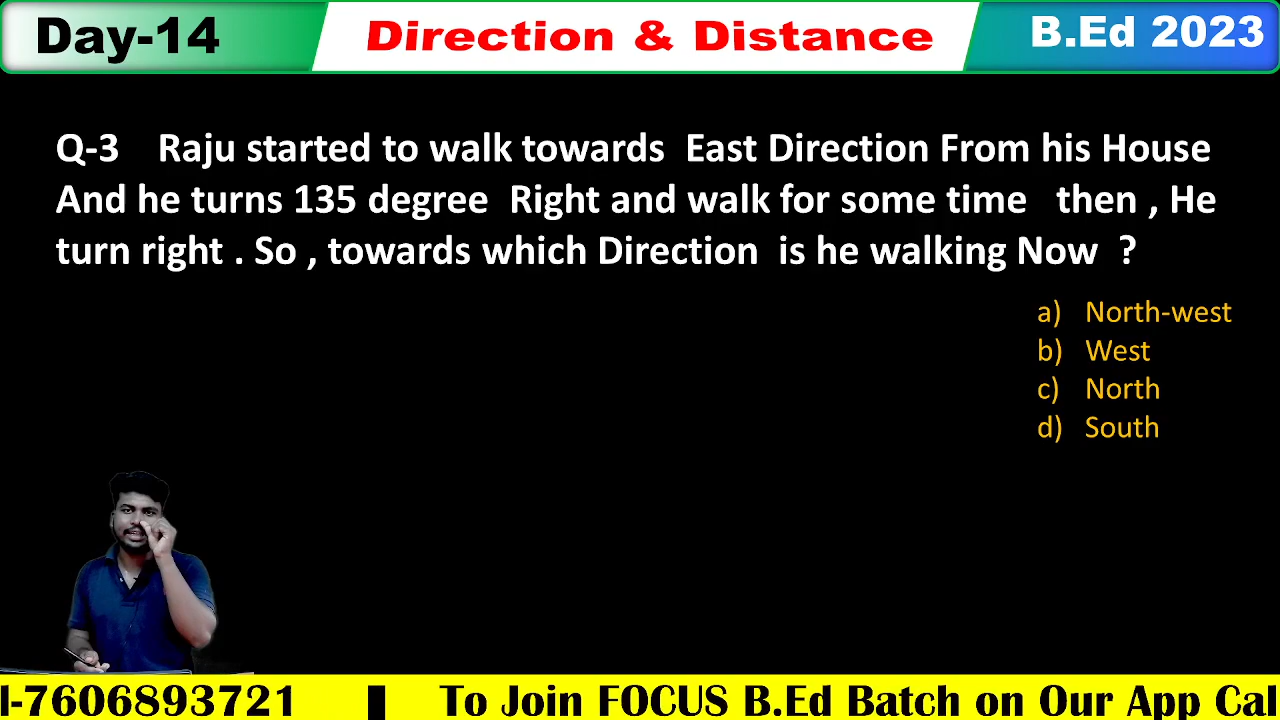 Day-14
Direction & Distance
B.Ed 2023
Q-3 Raju started to walk towards East Direction From his House
And he turns 135 degree Right and walk for some time then , He
turn right . So , towards which Direction is he walking Now ?
a) North-west
b) West
c) North
d) South
l-7606893721 To Join FOCUS B.Ed Batch on Our App Cal